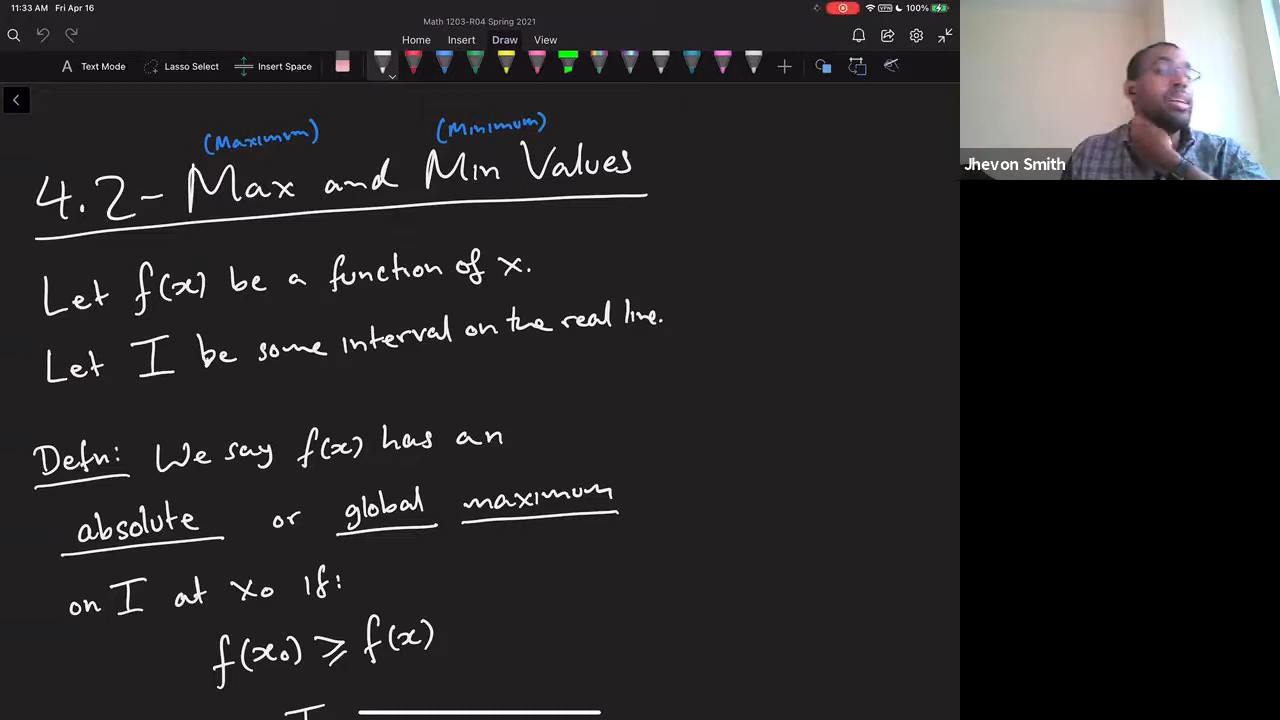 11:33 AM Fri Apr 16
VPN 100%
Math 1203-R04 Spring 2021
Home Insert Draw View
A Text Mode Lasso Select Insert Space
(Maximum) (Minimum)
4.2- Max and Min Values
Let f(x) be a function of x.
Let I be some interval on the real line.
Defn: We say f(x) has an
absolute or global maximum
on I at x₀ if:
f(x₀) ⩾ f(x)
I
Jhevon Smith